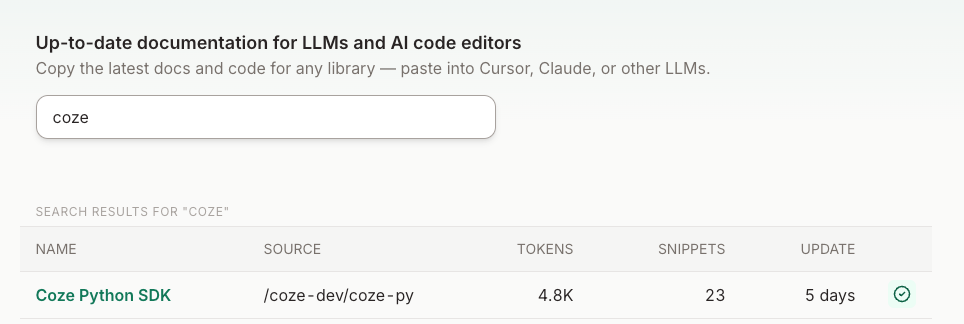 Up-to-date documentation for LLMs and AI code editors
Copy the latest docs and code for any library — paste into Cursor, Claude, or other LLMs.
coze
SEARCH RESULTS FOR "COZE"
NAME SOURCE TOKENS SNIPPETS UPDATE
Coze Python SDK /coze-dev/coze-py 4.8K 23 5 days